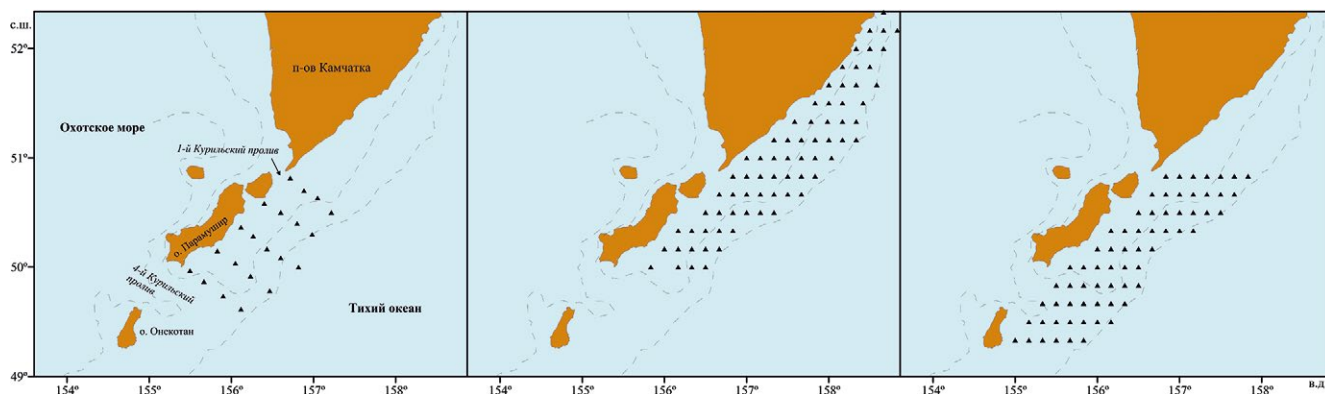 с.ш.
52°
п-ов Камчатка
Охотское море
1-й Курильский пролив
51°
о. Парамушир
50°
4-й Курильский
пролив
Тихий океан
о. Онекотан
49°
154° 155° 156° 157° 158° 154° 155° 156° 157° 158° 154° 155° 156° 157° 158°
в.д.